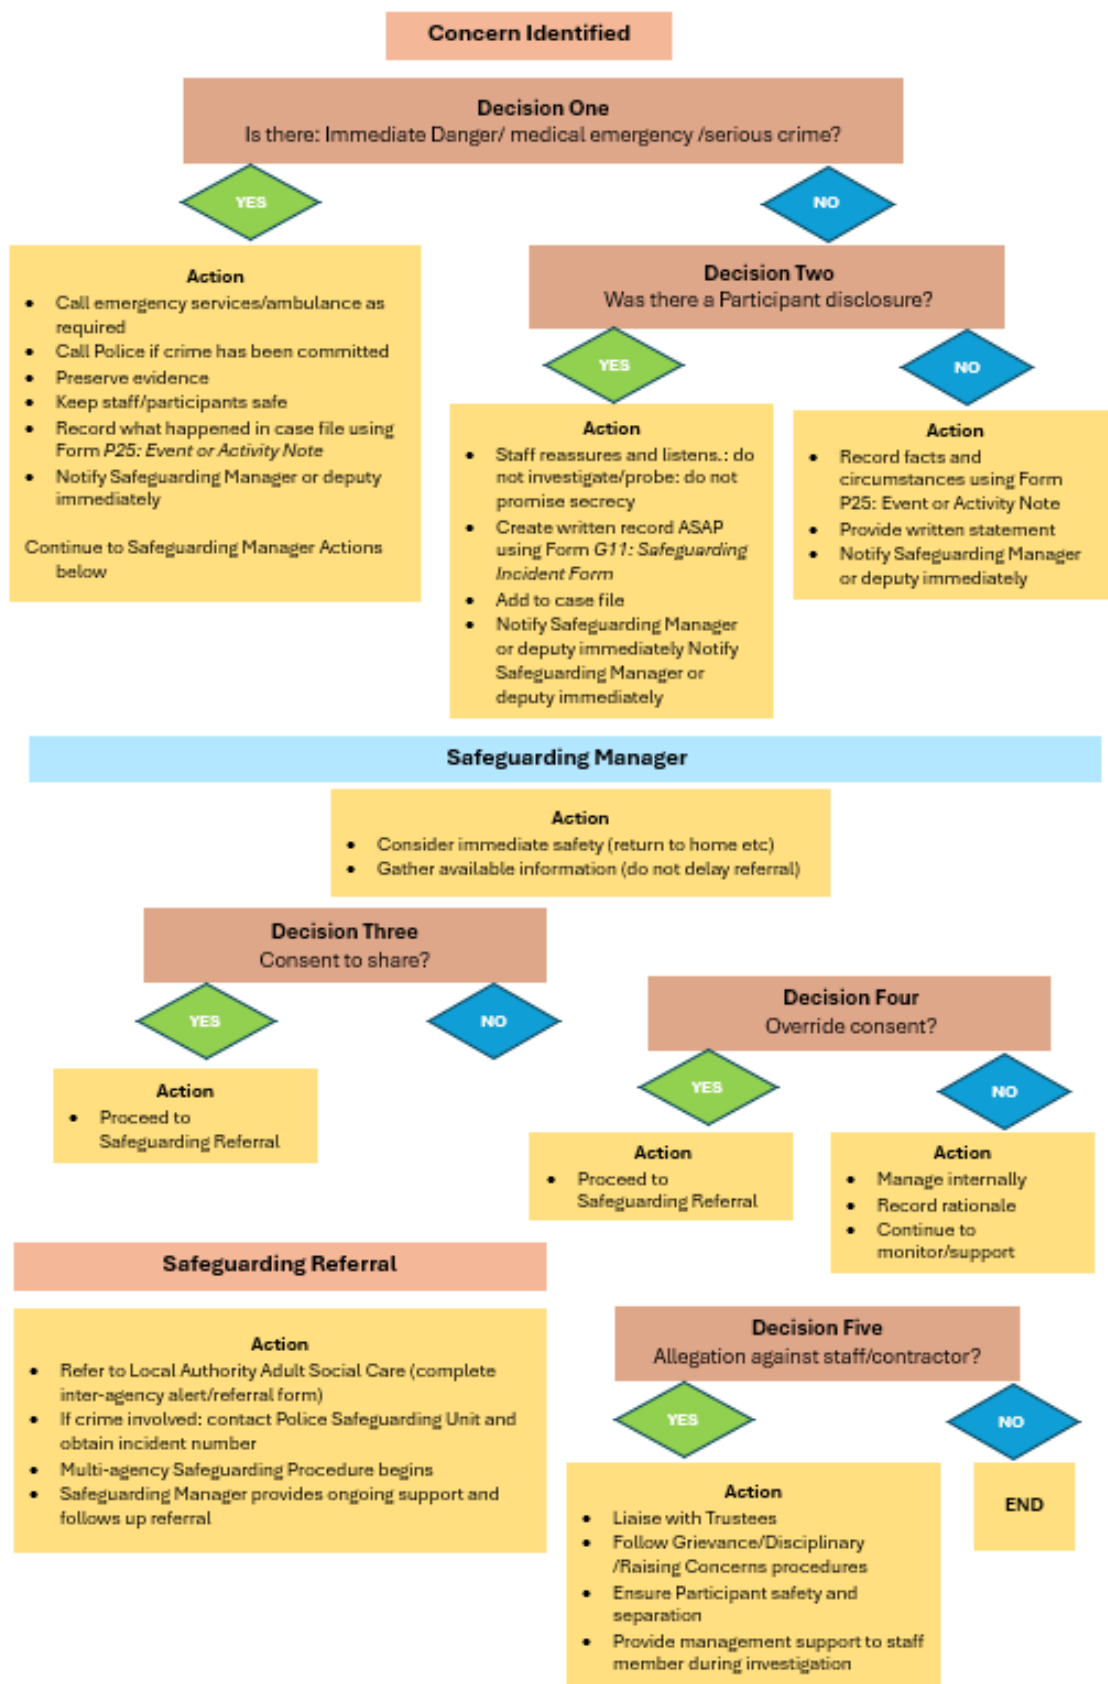 Concern Identified
Decision One
Is there: Immediate Danger/ medical emergency /serious crime?
YES
NO
Action
• Call emergency services/ambulance as
required
• Call Police if crime has been committed
• Preserve evidence
• Keep staff/participants safe
• Record what happened in case file using
Form P25: Event or Activity Note
• Notify Safeguarding Manager or deputy
immediately
Continue to Safeguarding Manager Actions
below
Decision Two
Was there a Participant disclosure?
YES
NO
Action
• Staff reassures and listens.: do
not investigate/probe: do not
promise secrecy
• Create written record ASAP
using Form G11: Safeguarding
Incident Form
• Add to case file
• Notify Safeguarding Manager
or deputy immediately Notify
Safeguarding Manager or
deputy immediately
Action
• Record facts and
circumstances using Form
P25: Event or Activity Note
• Provide written statement
• Notify Safeguarding Manager
or deputy immediately
Safeguarding Manager
Action
• Consider immediate safety (return to home etc)
• Gather available information (do not delay referral)
Decision Three
Consent to share?
YES
NO
Action
• Proceed to
Safeguarding Referral
Decision Four
Override consent?
YES
NO
Action
• Proceed to
Safeguarding Referral
Action
• Manage internally
• Record rationale
• Continue to
monitor/support
Safeguarding Referral
Action
• Refer to Local Authority Adult Social Care (complete
inter-agency alert/referral form)
• If crime involved: contact Police Safeguarding Unit and
obtain incident number
• Multi-agency Safeguarding Procedure begins
• Safeguarding Manager provides ongoing support and
follows up referral
Decision Five
Allegation against staff/contractor?
YES
NO
Action
• Liaise with Trustees
• Follow Grievance/Disciplinary
/Raising Concerns procedures
• Ensure Participant safety and
separation
• Provide management support to staff
member during investigation
END